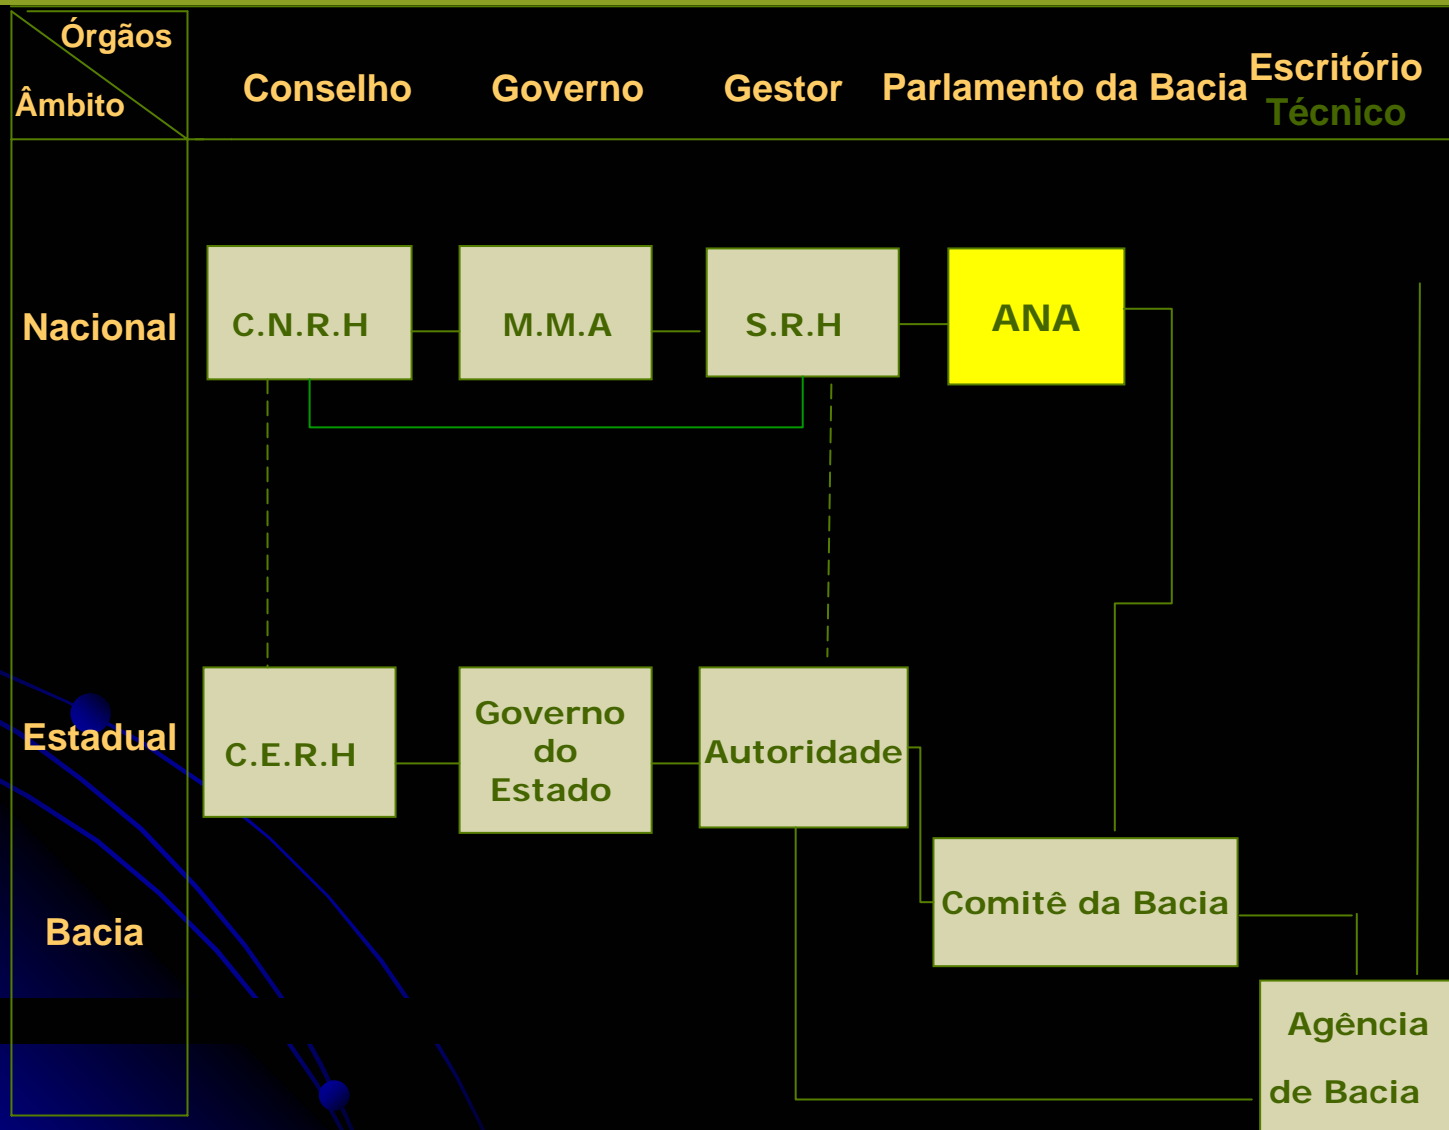 Órgãos
Âmbito
Conselho
Governo
Gestor
Parlamento da Bacia
Escritório
Técnico
Nacional
C.N.R.H
M.M.A
S.R.H
ANA
Estadual
C.E.R.H
Governo
do
Estado
Autoridade
Bacia
Comitê da Bacia
Agência
de Bacia